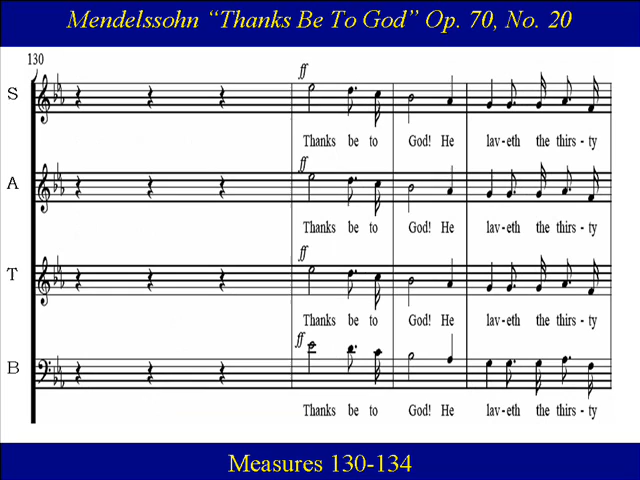 Mendelssohn “Thanks Be To God” Op. 70, No. 20
130
ff
S
Thanks be to God! He lav-eth the thirs-ty
ff
A
Thanks be to God! He lav-eth the thirs-ty
ff
T
Thanks be to God! He lav-eth the thirs-ty
ff
B
Thanks be to God! He lav-eth the thirs-ty
Measures 130-134